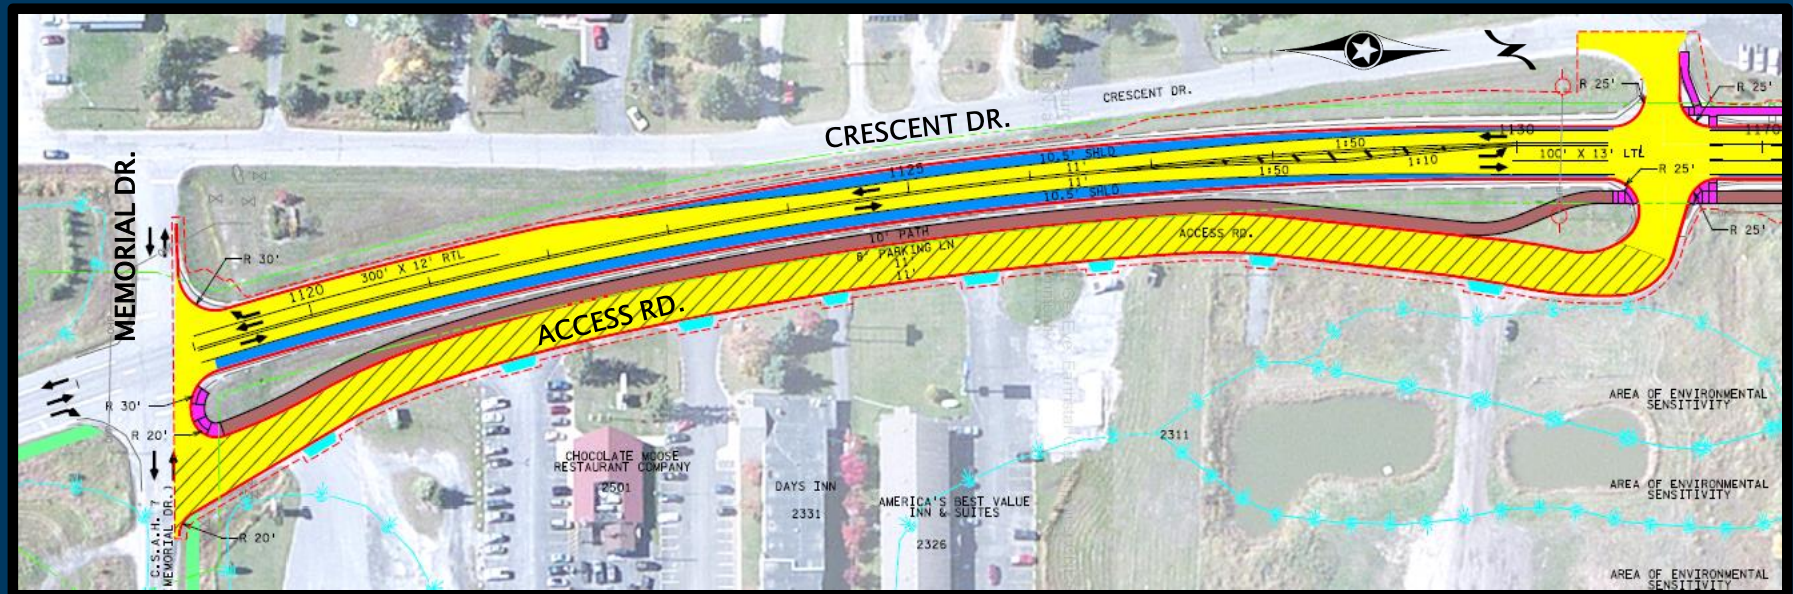 CRESCENT DR.
CRESCENT DR.
MEMORIAL DR.
R 25'
R 25'
1130
1170
10.5' SHLD
1:50
1125
11'
1:10
100' X 13' LTL
11'
1:50
R 25'
10.5' SHLD
R 25'
10' PATH
ACCESS RD.
8' PARKING LN
11'
11'
R 30'
300' X 12' RTL
1120
ACCESS RD.
R 30'
R 20'
AREA OF ENVIRONMENTAL
SENSITIVITY
2311
CHOCOLATE MOOSE
RESTAURANT COMPANY
2501
DAYS INN
2331
AMERICA'S BEST VALUE
INN & SUITES
2326
AREA OF ENVIRONMENTAL
SENSITIVITY
R 20'
C.S.A.H. 7
(MEMORIAL DR.)
AREA OF ENVIRONMENTAL
SENSITIVITY